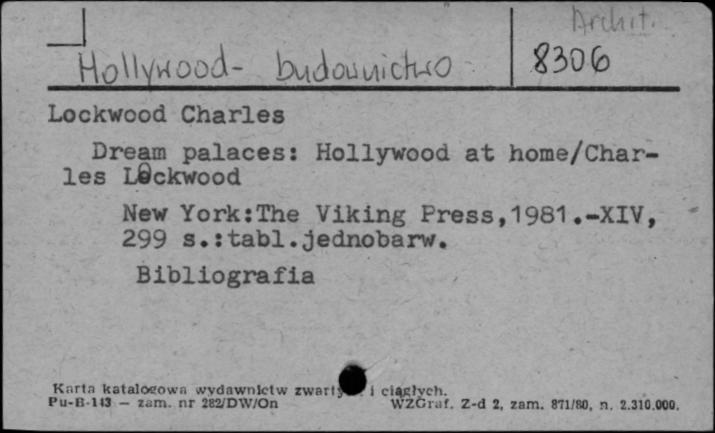 Archit.
Hollywood- budownictwo
8306
Lockwood Charles
Dream palaces: Hollywood at home/Char-
les Lockwood
New York:The Viking Press,1981.-XIV,
299 s.:tabl.jednobarw.
Bibliografia
Karta katalogowa wydawnictw zwartych i ciągłych.
Pu-B-143 — zam. nr 282/DW/On
WZGraf. Z-d 2, zam. 871/80, n. 2.310.000.